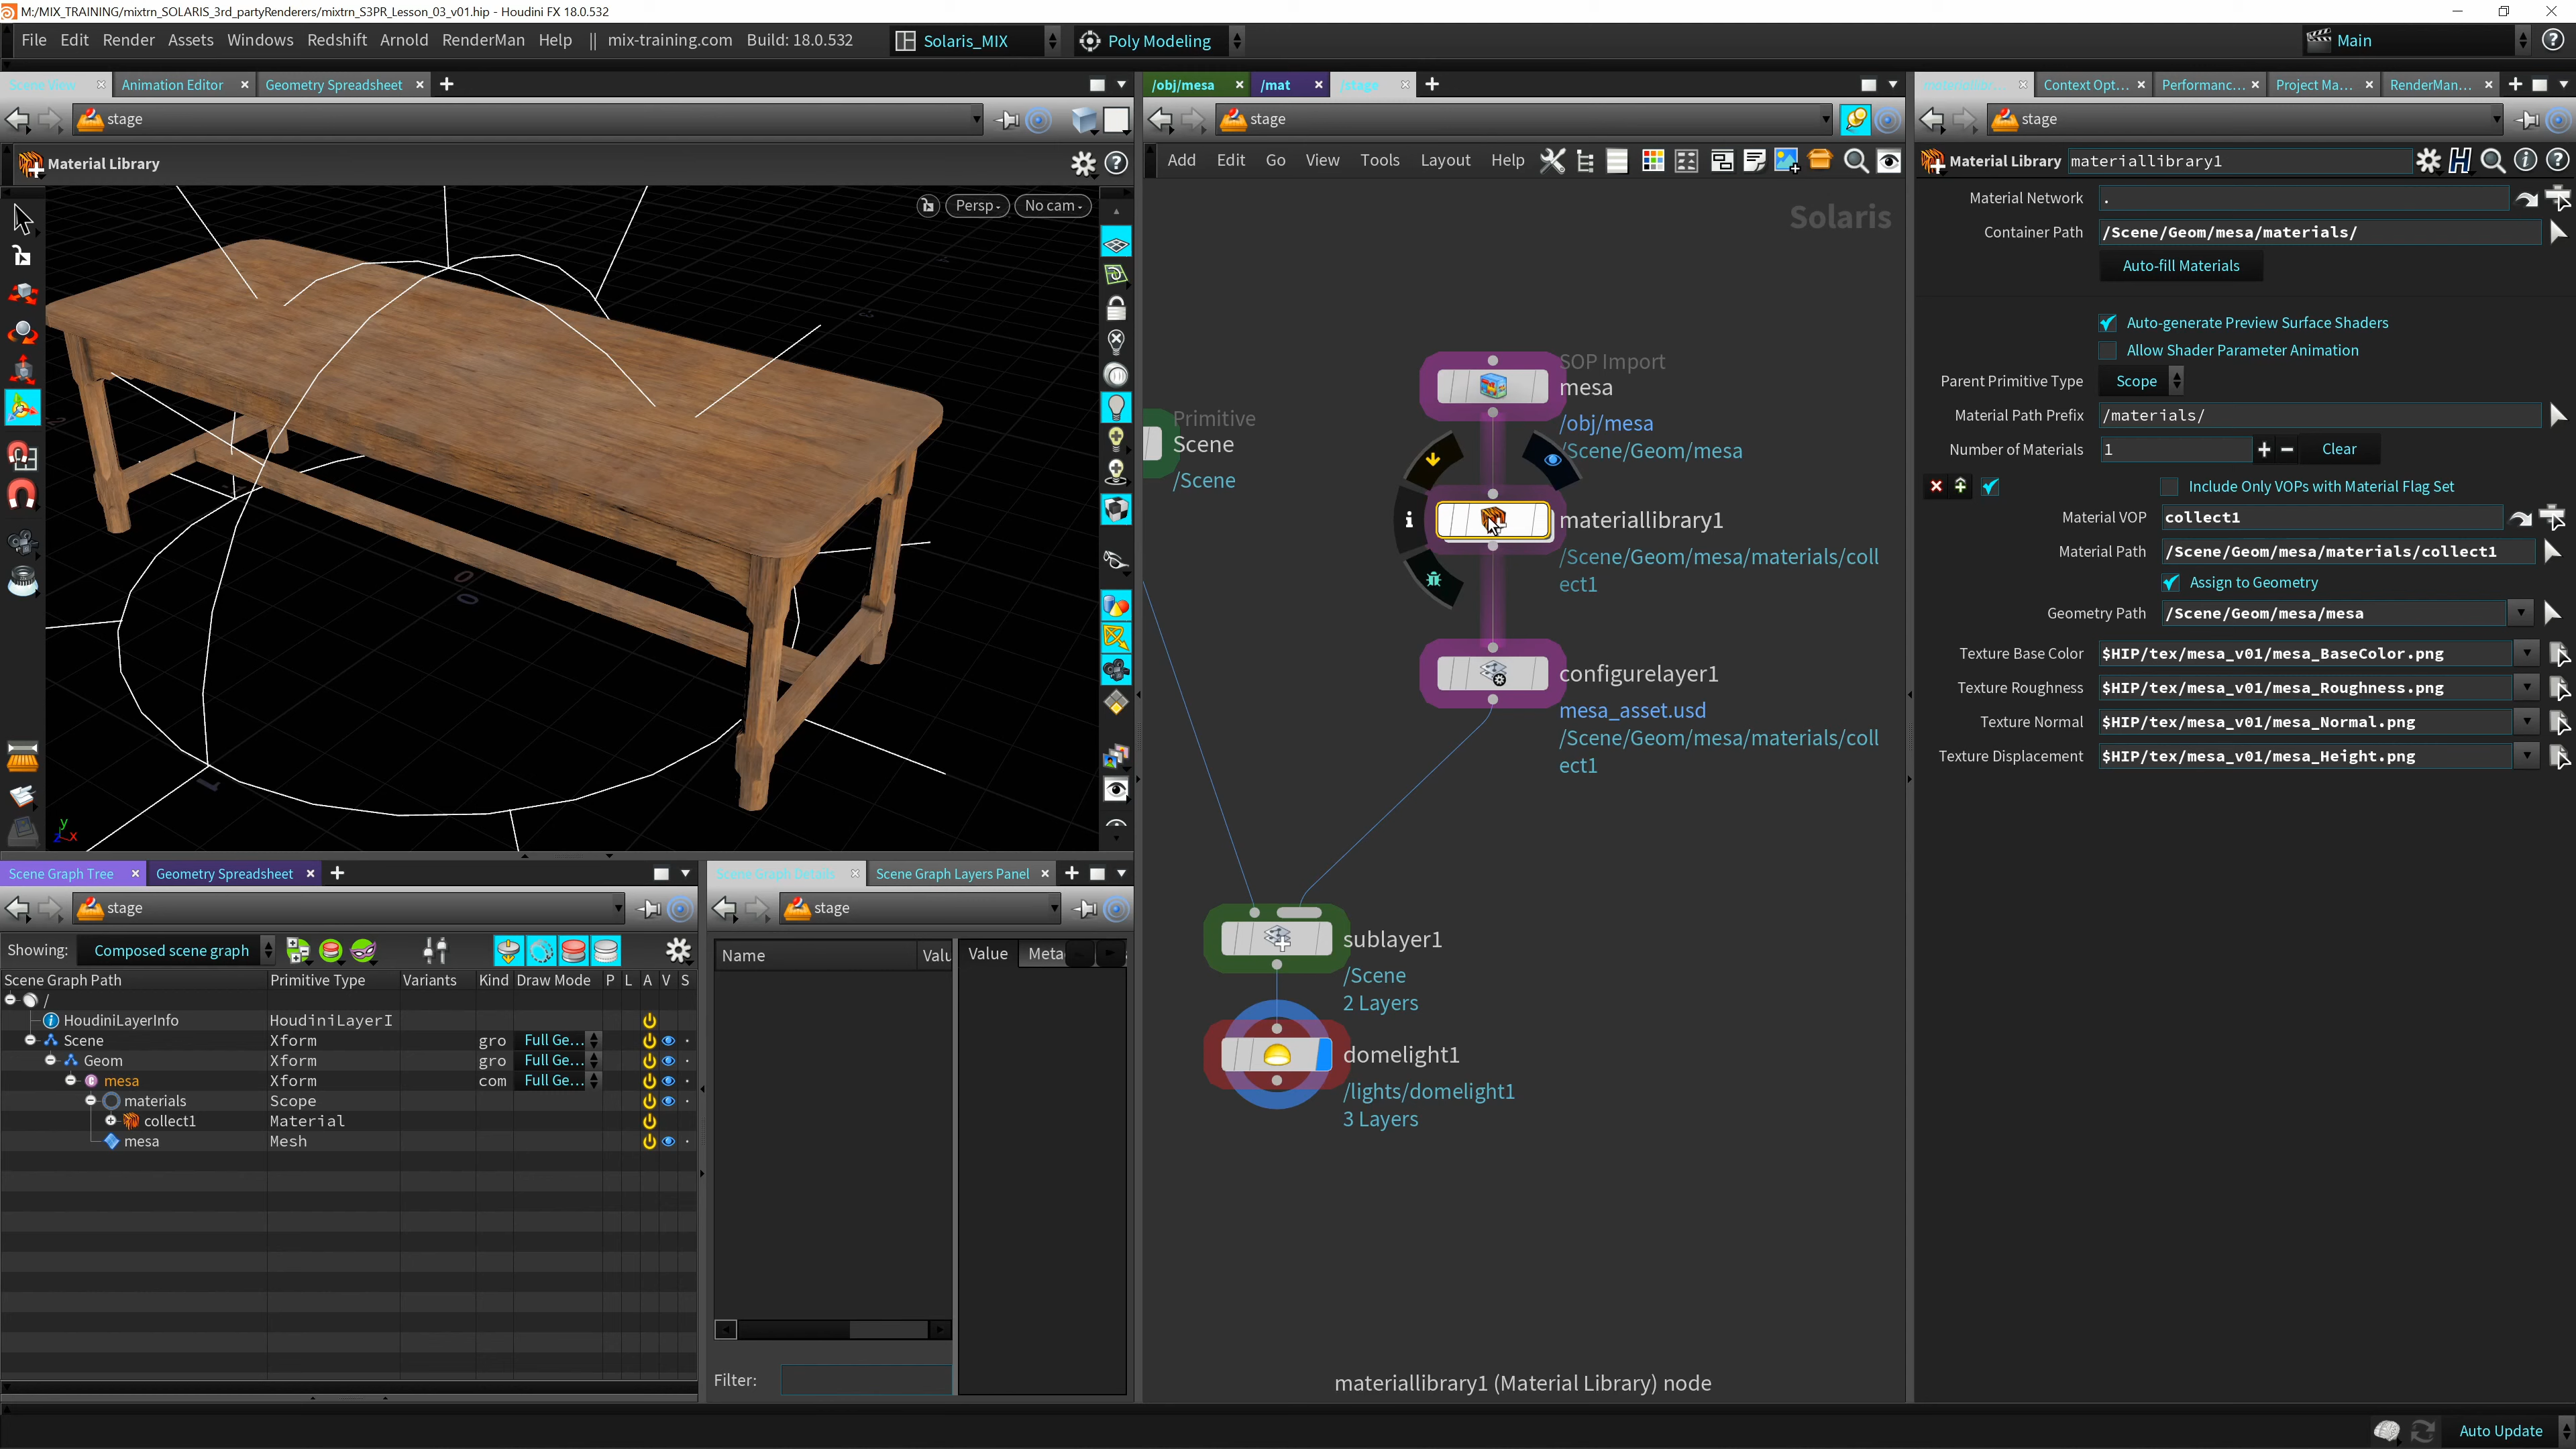 M:/MIX_TRAINING/mixtrn_SOLARIS_3rd_partyRenderers/mixtrn_S3PR_Lesson_03_v01.hip - Houdini FX 18.0.532
File Edit Render Assets Windows Redshift Arnold RenderMan Help || mix-training.com Build: 18.0.532 Solaris_MIX Poly Modeling Main
Scene View Animation Editor Geometry Spreadsheet
stage
Material Library
Persp No cam
/obj/mesa /mat /stage
stage
Add Edit Go View Tools Layout Help
Solaris
Primitive
Scene
/Scene
SOP Import
mesa
/obj/mesa
/Scene/Geom/mesa
materiallibrary1
/Scene/Geom/mesa/materials/coll
ect1
configurelayer1
mesa_asset.usd
/Scene/Geom/mesa/materials/coll
ect1
sublayer1
/Scene
2 Layers
domelight1
/lights/domelight1
3 Layers
materiallibrary1 (Material Library) node
Context Opt... Performanc... Project Ma... RenderMan...
stage
Material Library materiallibrary1
Material Network .
Container Path /Scene/Geom/mesa/materials/
Auto-fill Materials
Auto-generate Preview Surface Shaders
Allow Shader Parameter Animation
Parent Primitive Type Scope
Material Path Prefix /materials/
Number of Materials 1 Clear
Include Only VOPs with Material Flag Set
Material VOP collect1
Material Path /Scene/Geom/mesa/materials/collect1
Assign to Geometry
Geometry Path /Scene/Geom/mesa/mesa
Texture Base Color $HIP/tex/mesa_v01/mesa_BaseColor.png
Texture Roughness $HIP/tex/mesa_v01/mesa_Roughness.png
Texture Normal $HIP/tex/mesa_v01/mesa_Normal.png
Texture Displacement $HIP/tex/mesa_v01/mesa_Height.png
Scene Graph Tree Geometry Spreadsheet
stage
Showing: Composed scene graph
Scene Graph Path Primitive Type Variants Kind Draw Mode P L A V S
/
HoudiniLayerInfo HoudiniLayerI
Scene Xform gro Full Ge...
Geom Xform gro Full Ge...
mesa Xform com Full Ge...
materials Scope
collect1 Material
mesa Mesh
Scene Graph Details Scene Graph Layers Panel
stage
Name Valu Value Meta
Filter:
Auto Update